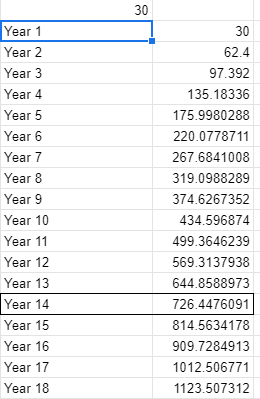 30
Year 1 30
Year 2 62.4
Year 3 97.392
Year 4 135.18336
Year 5 175.9980288
Year 6 220.0778711
Year 7 267.6841008
Year 8 319.0988289
Year 9 374.6267352
Year 10 434.596874
Year 11 499.3646239
Year 12 569.3137938
Year 13 644.8588973
Year 14 726.4476091
Year 15 814.5634178
Year 16 909.7284913
Year 17 1012.506771
Year 18 1123.507312